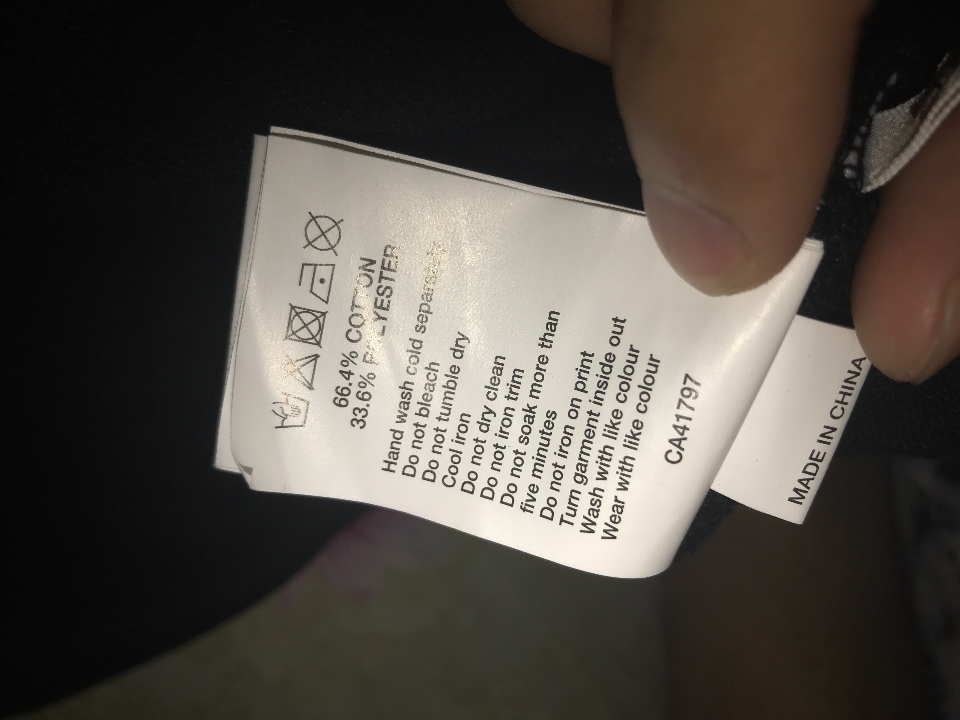 66.4% COTTON
33.6% POLYESTER
Hand wash cold separately
Do not bleach
Do not tumble dry
Cool iron
Do not dry clean
Do not iron trim
Do not soak more than
five minutes
Do not iron on print
Turn garment inside out
Wash with like colour
Wear with like colour
CA41797
MADE IN CHINA